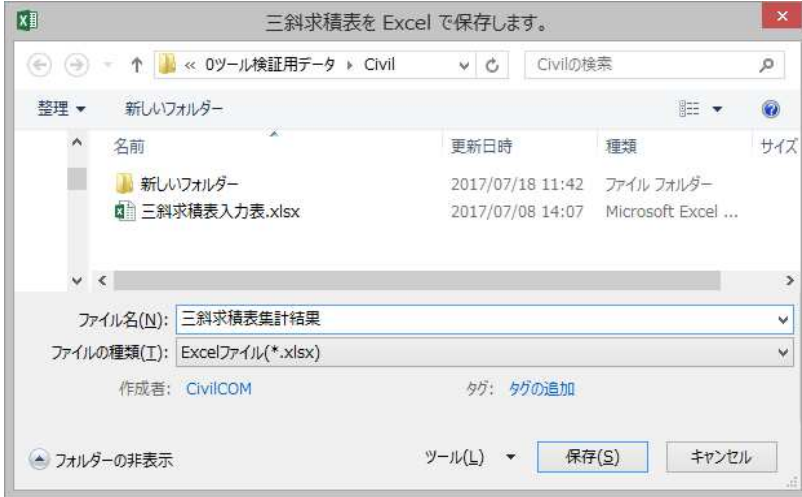 三斜求積表を Excel で保存します。
« 0ツール検証用データ ▸ Civil Civilの検索
整理 ▼ 新しいフォルダー
名前 更新日時 種類 サイズ
新しいフォルダー 2017/07/18 11:42 ファイル フォルダー
三斜求積表入力表.xlsx 2017/07/08 14:07 Microsoft Excel ...
ファイル名(N): 三斜求積表集計結果
ファイルの種類(T): Excelファイル(*.xlsx)
作成者: CivilCOM タグ: タグの追加
フォルダーの非表示 ツール(L) ▼ 保存(S) キャンセル